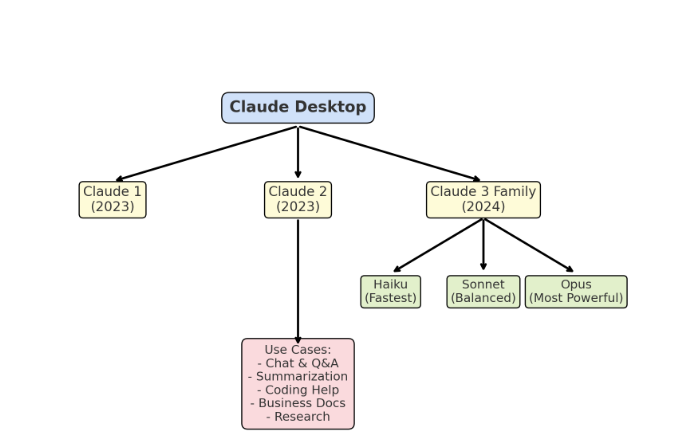 Claude Desktop
Claude 1
(2023)
Claude 2
(2023)
Claude 3 Family
(2024)
Haiku
(Fastest)
Sonnet
(Balanced)
Opus
(Most Powerful)
Use Cases:
- Chat & Q&A
- Summarization
- Coding Help
- Business Docs
- Research